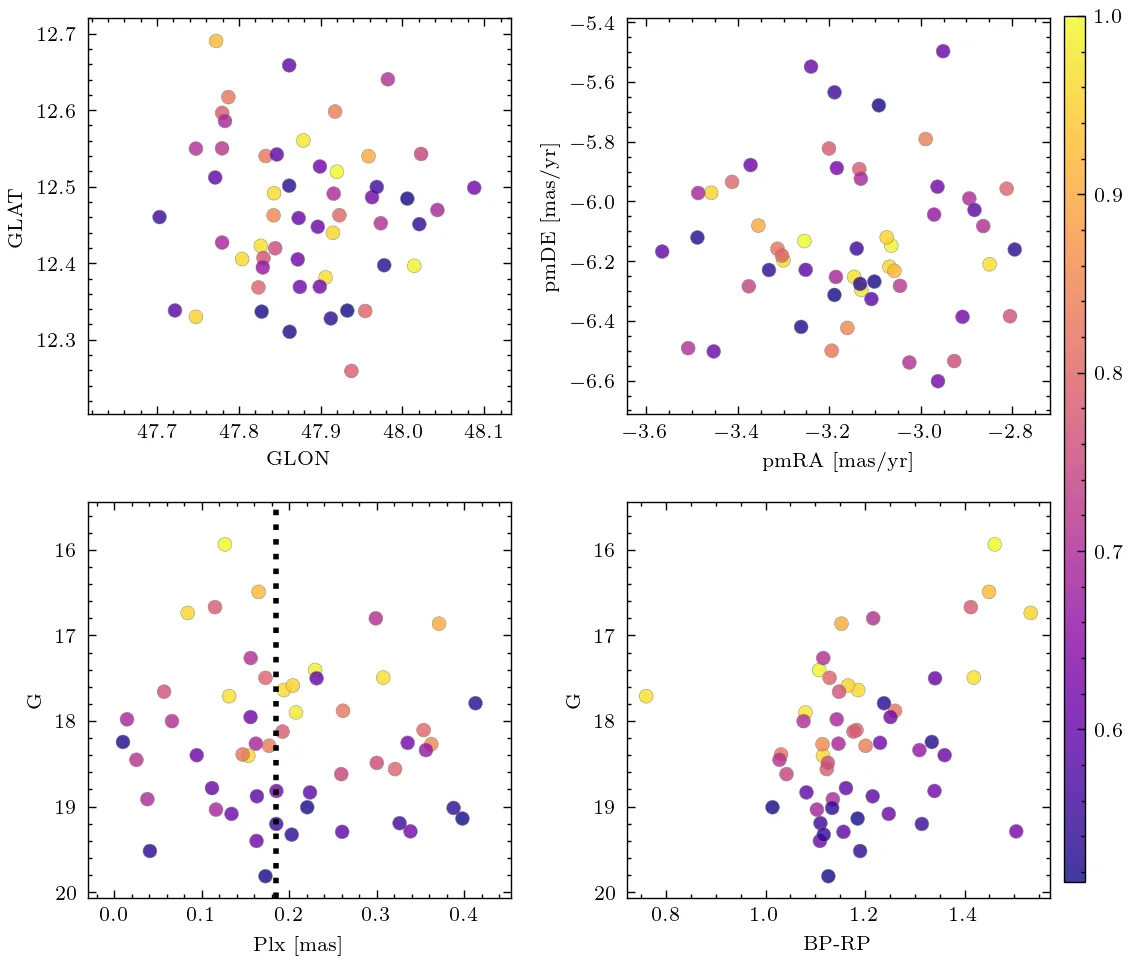 12.7
12.6
12.5
12.4
12.3
GLAT
47.7 47.8 47.9 48.0 48.1
GLON
−5.4
−5.6
−5.8
−6.0
−6.2
−6.4
−6.6
pmDE [mas/yr]
−3.6 −3.4 −3.2 −3.0 −2.8
pmRA [mas/yr]
1.0
0.9
0.8
0.7
0.6
16
17
18
19
20
G
0.0 0.1 0.2 0.3 0.4
Plx [mas]
16
17
18
19
20
G
0.8 1.0 1.2 1.4
BP-RP